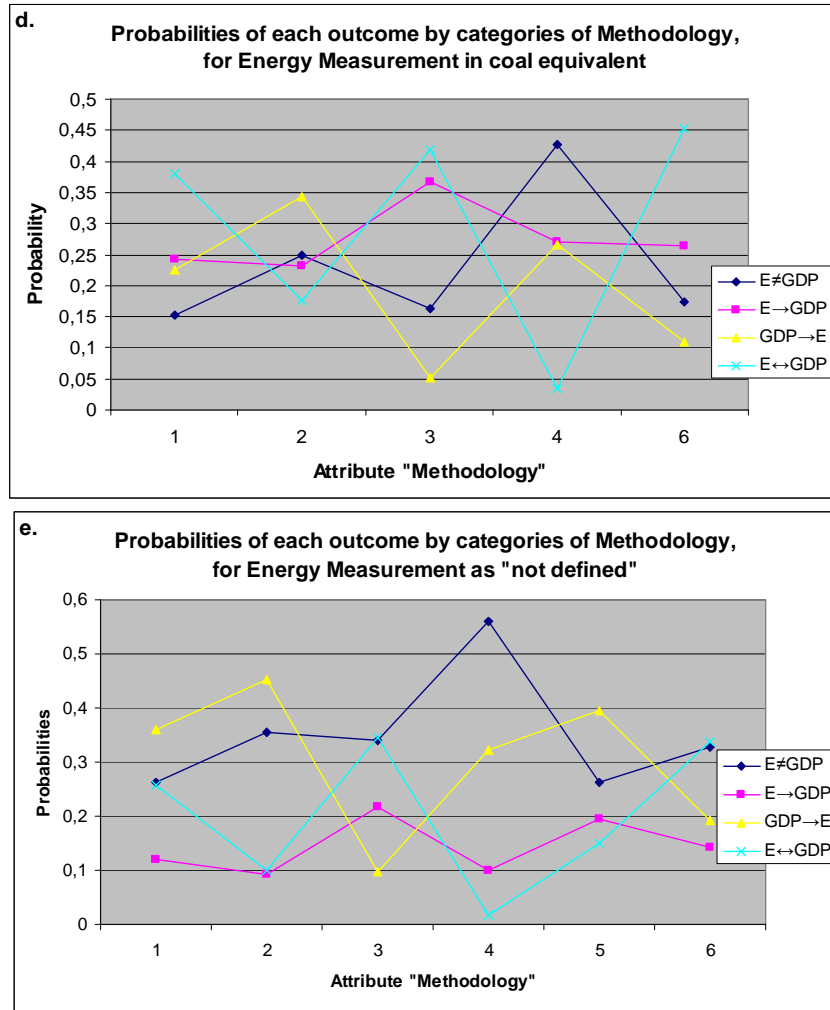 d.
Probabilities of each outcome by categories of Methodology,
for Energy Measurement in coal equivalent
0,5
0,45
0,4
0,35
0,3
0,25
0,2
0,15
0,1
0,05
0
Probability
1 2 3 4 6
Attribute "Methodology"
E≠GDP
E→GDP
GDP→E
E↔GDP
e.
Probabilities of each outcome by categories of Methodology,
for Energy Measurement as "not defined"
0,6
0,5
0,4
0,3
0,2
0,1
0
Probabilities
1 2 3 4 5 6
Attribute "Methodology"
E≠GDP
E→GDP
GDP→E
E↔GDP